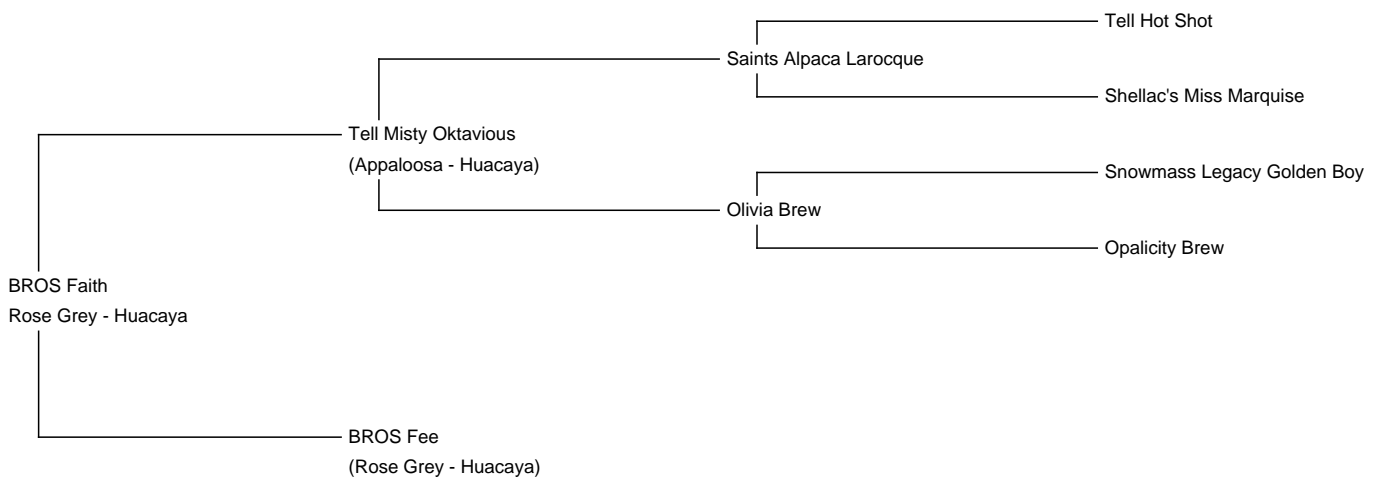 Tell Hot Shot
Saints Alpaca Larocque
Shellac's Miss Marquise
Tell Misty Oktavious
(Appaloosa - Huacaya)
Snowmass Legacy Golden Boy
Olivia Brew
Opalicity Brew
BROS Faith
Rose Grey - Huacaya
BROS Fee
(Rose Grey - Huacaya)